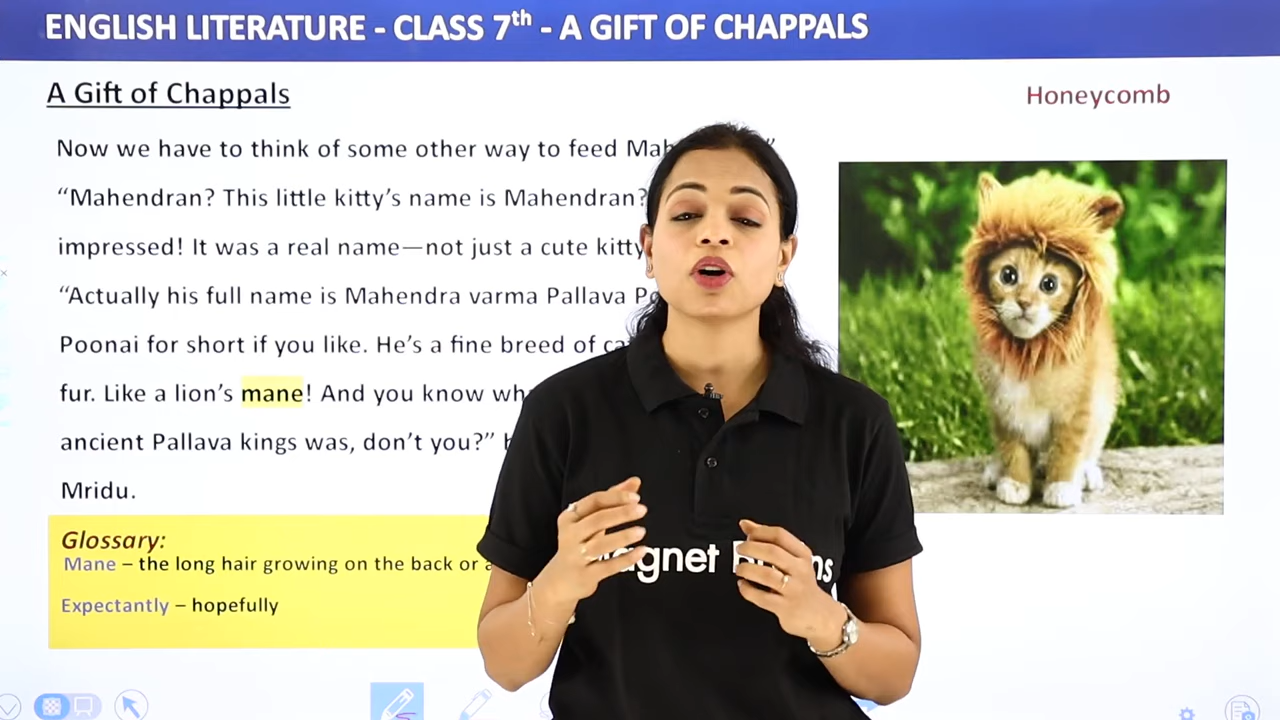 ENGLISH LITERATURE - CLASS 7th - A GIFT OF CHAPPALS
A Gift of Chappals
Honeycomb
Now we have to think of some other way to feed
“Mahendran? This little kitty’s name is Mahendran?
impressed! It was a real name—not just a cute kitty
“Actually his full name is Mahendra varma Pallava
Poonai for short if you like. He’s a fine breed of
fur. Like a lion’s mane! And you know
ancient Pallava kings was, don’t you?”
Mridu.
Glossary:
Mane – the long hair growing on the back or
Expectantly – hopefully